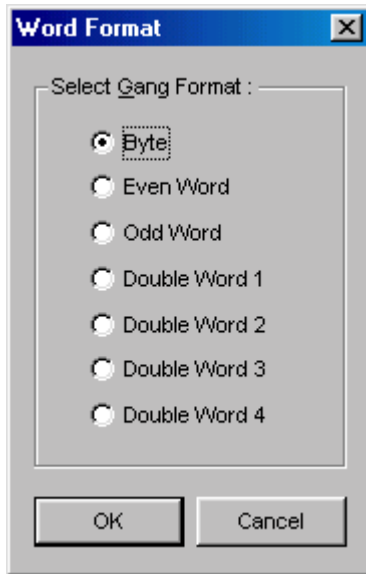 Word Format
Select Gang Format :
Byte
Even Word
Odd Word
Double Word 1
Double Word 2
Double Word 3
Double Word 4
OK
Cancel